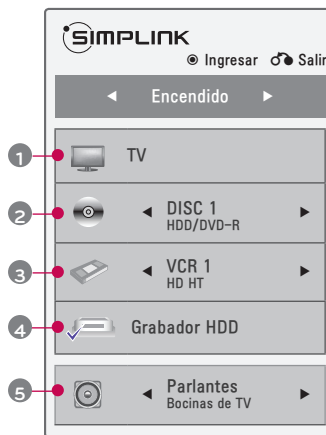 SIMPLINK
Ingresar Salir
◄ Encendido ►
1 TV
2 ◄ DISC 1 ►
HDD/DVD-R
3 ◄ VCR 1 ►
HD HT
4 Grabador HDD
5 ◄ Parlantes ►
Bocinas de TV